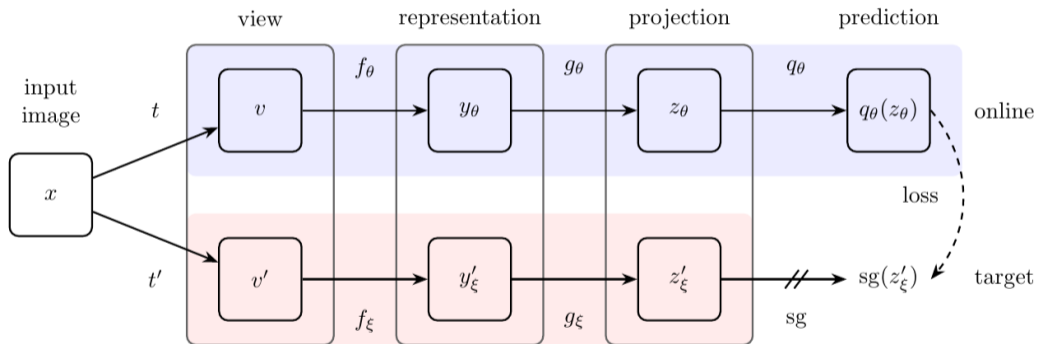 view representation projection prediction
input
image
t
f_θ
g_θ
q_θ
v
y_θ
z_θ
q_θ(z_θ)
online
x
loss
t′
v′
y′_ξ
z′_ξ
sg(z′_ξ)
target
f_ξ
g_ξ
sg